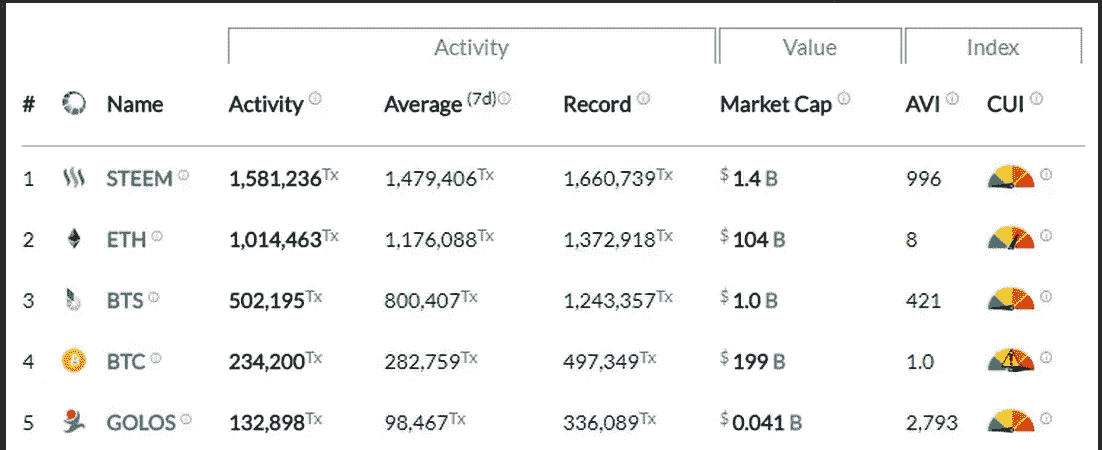 Activity Value Index
# Name Activity Average (7d) Record Market Cap AVI CUI
1 STEEM 1,581,236Tx 1,479,406Tx 1,660,739Tx $1.4 B 996
2 ETH 1,014,463Tx 1,176,088Tx 1,372,918Tx $104 B 8
3 BTS 502,195Tx 800,407Tx 1,243,357Tx $1.0 B 421
4 BTC 234,200Tx 282,759Tx 497,349Tx $199 B 1.0
5 GOLOS 132,898Tx 98,467Tx 336,089Tx $0.041 B 2,793